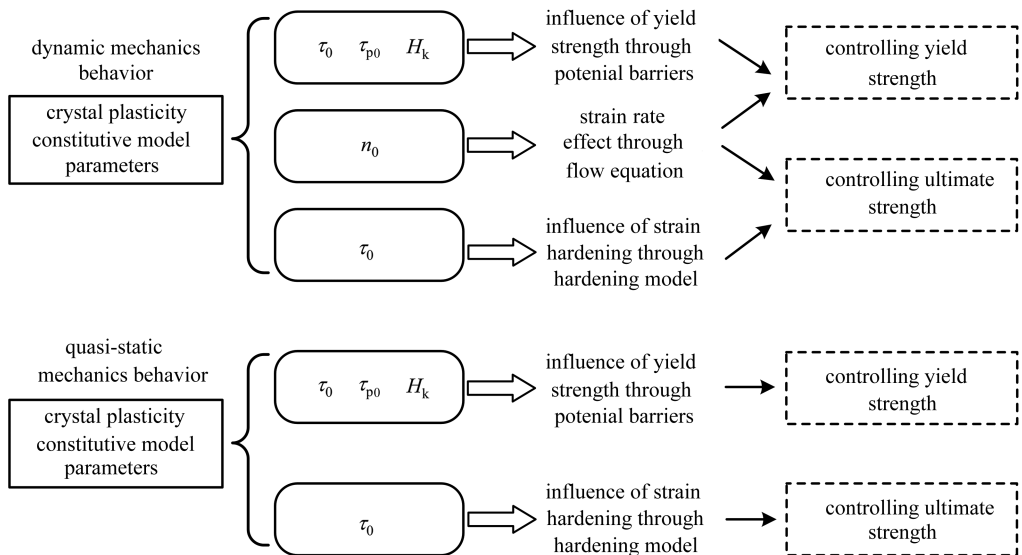 dynamic mechanics
behavior
crystal plasticity
constitutive model
parameters
τ₀ τₚ₀ Hₖ
influence of yield
strength through
potenial barriers
controlling yield
strength
n₀
strain rate
effect through
flow equation
controlling ultimate
strength
τ₀
influence of strain
hardening through
hardening model
quasi-static
mechanics behavior
crystal plasticity
constitutive model
parameters
τ₀ τₚ₀ Hₖ
influence of yield
strength through
potenial barriers
controlling yield
strength
τ₀
influence of strain
hardening through
hardening model
controlling ultimate
strength